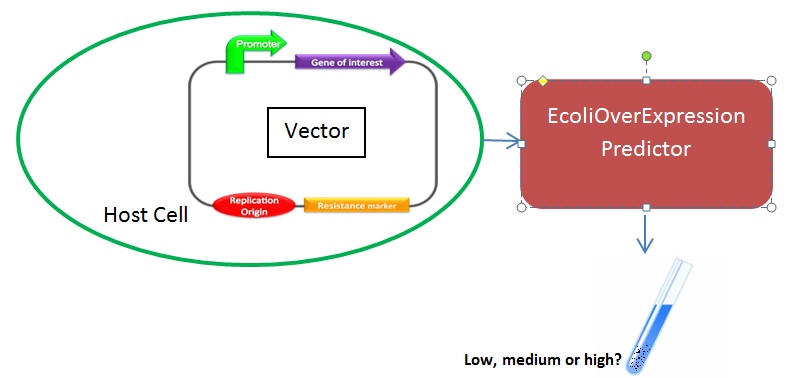 Promoter
Gene of interest
Vector
Replication
Origin
Resistance marker
Host Cell
EcoliOverExpression
Predictor
Low, medium or high?